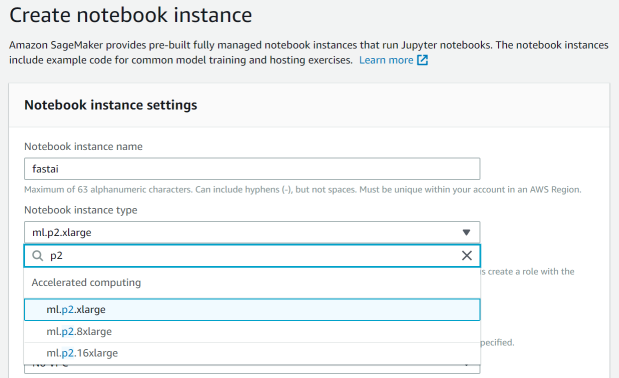 Create notebook instance
Amazon SageMaker provides pre-built fully managed notebook instances that run Jupyter notebooks. The notebook instances
include example code for common model training and hosting exercises. Learn more
Notebook instance settings
Notebook instance name
fastai
Maximum of 63 alphanumeric characters. Can include hyphens (-), but not spaces. Must be unique within your account in an AWS Region.
Notebook instance type
ml.p2.xlarge
p2
s create a role with the
Accelerated computing
ml.p2.xlarge
ml.p2.8xlarge
pecified.
ml.p2.16xlarge